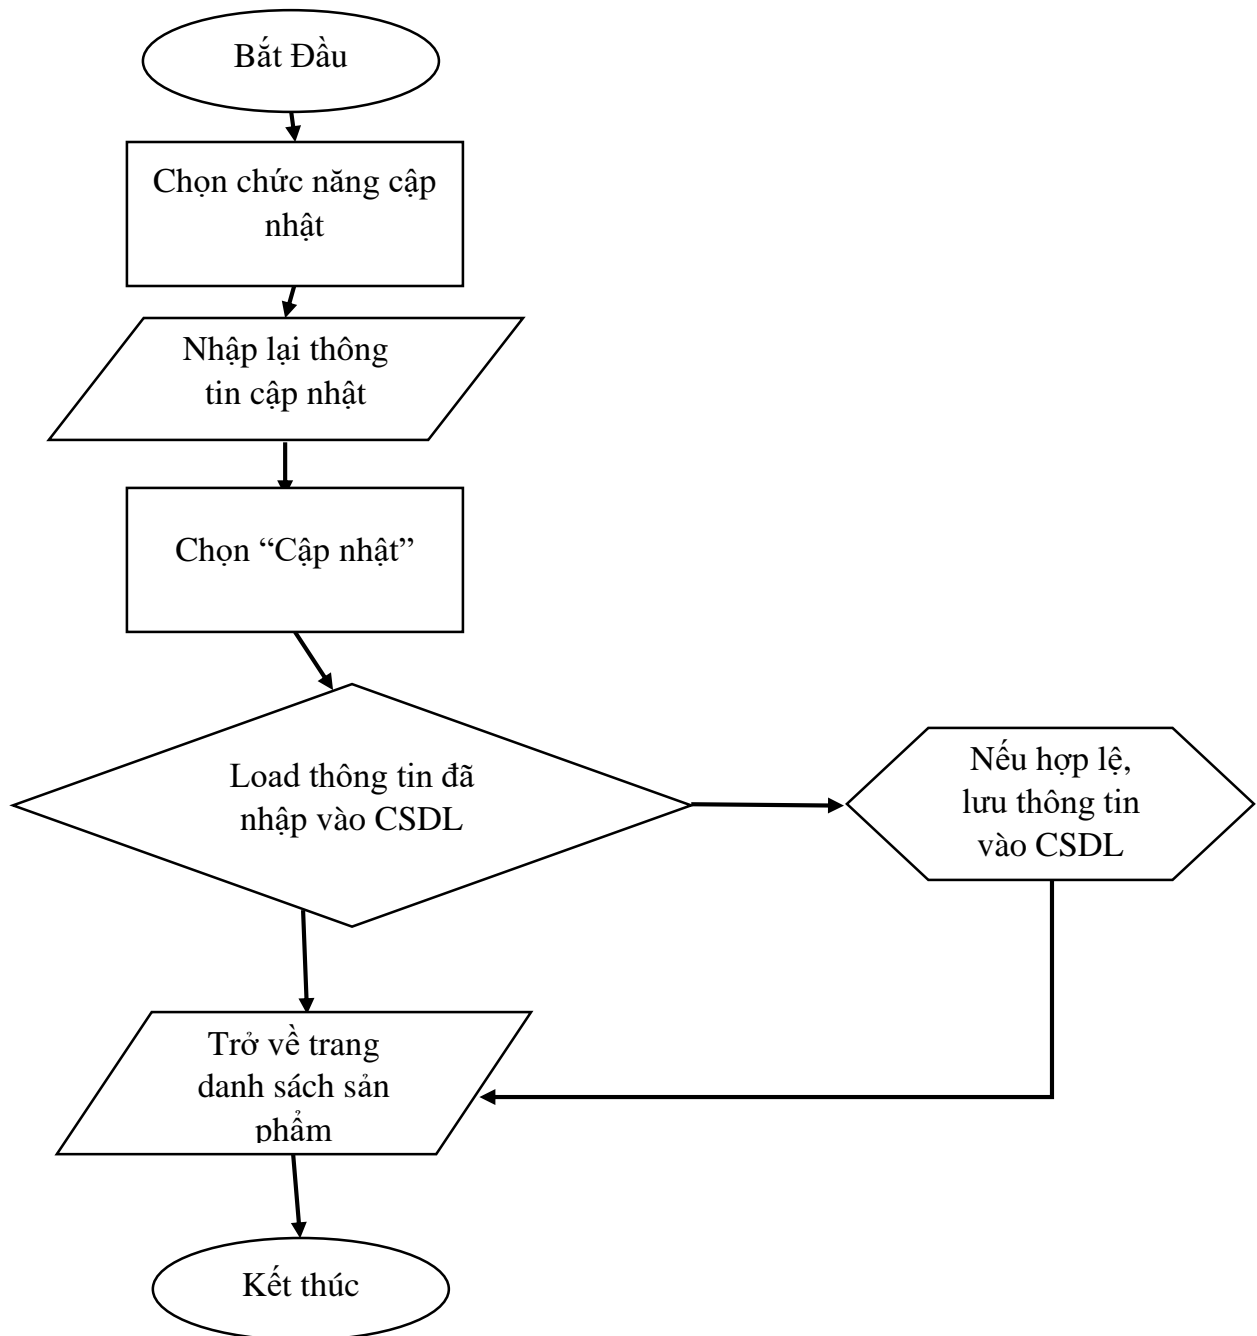 Bắt Đầu
Chọn chức năng cập
nhật
Nhập lại thông
tin cập nhật
Chọn “Cập nhật”
Load thông tin đã
nhập vào CSDL
Nếu hợp lệ,
lưu thông tin
vào CSDL
Trở về trang
danh sách sản
phẩm
Kết thúc